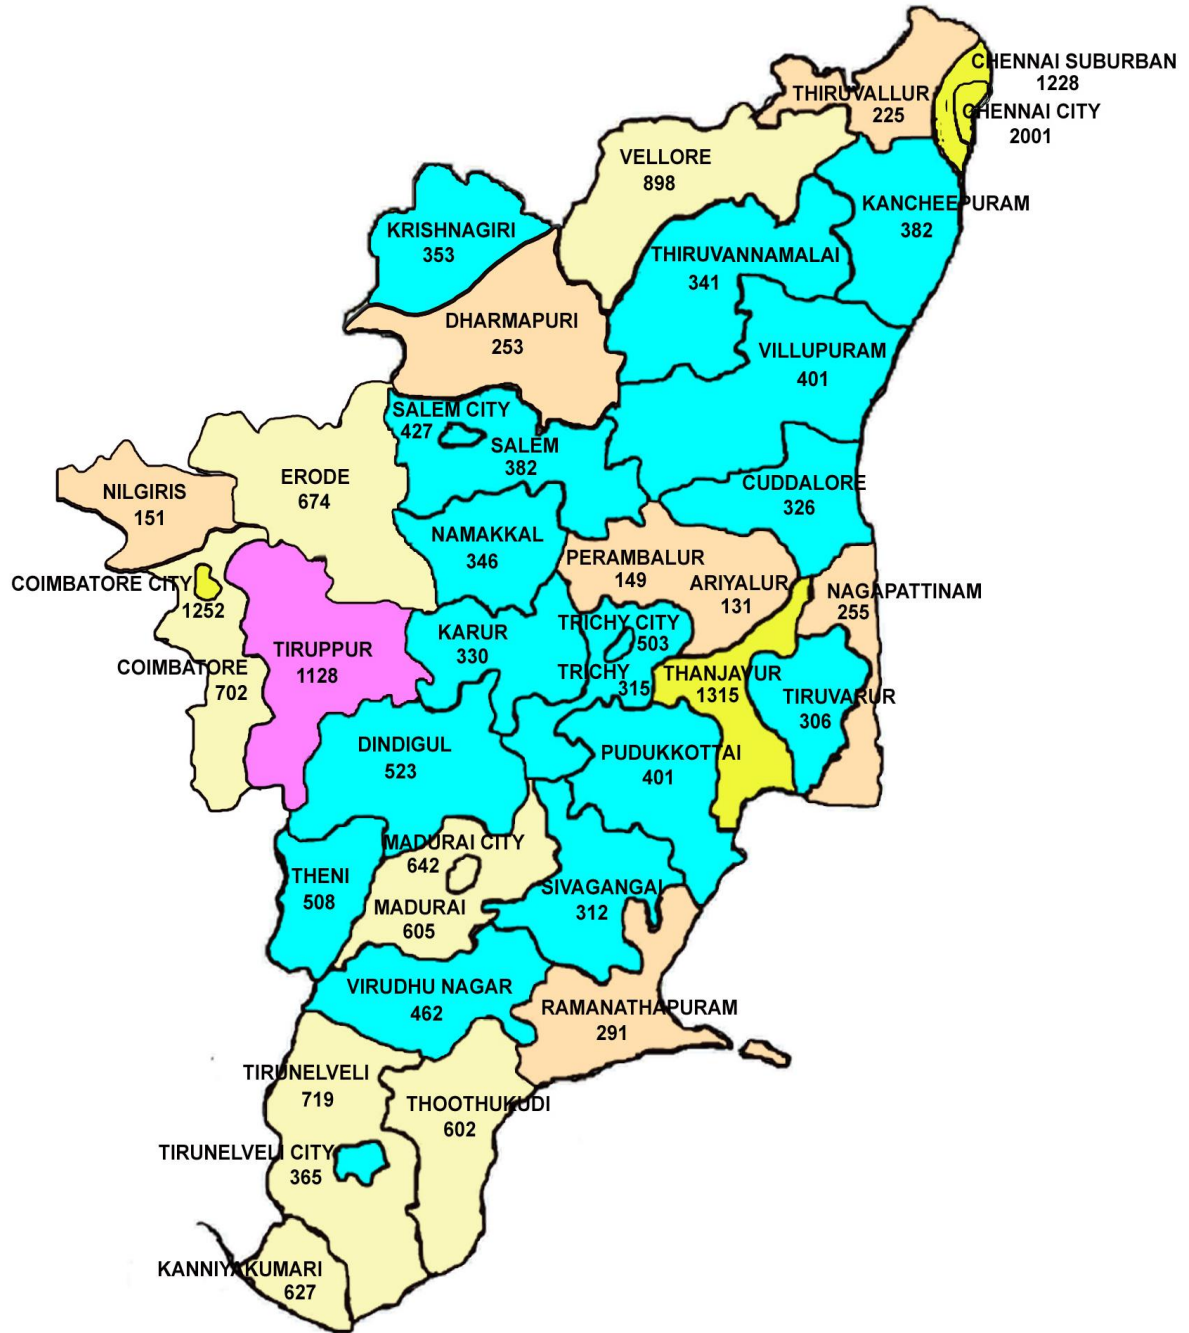 CHENNAI SUBURBAN
1228
THIRUVALLUR
225
CHENNAI CITY
2001
VELLORE
898
KANCHEEPURAM
382
KRISHNAGIRI
353
THIRUVANNAMALAI
341
DHARMAPURI
253
VILLUPURAM
401
SALEM CITY
427
SALEM
382
ERODE
674
CUDDALORE
326
NILGIRIS
151
NAMAKKAL
346
PERAMBALUR
149
ARIYALUR
131
NAGAPATTINAM
255
COIMBATORE CITY
1252
TRICHY CITY
503
KARUR
330
TIRUPPUR
1128
COIMBATORE
702
TRICHY
315
THANJAVUR
1315
TIRUVARUR
306
DINDIGUL
523
PUDUKKOTTAI
401
MADURAI CITY
642
THENI
508
SIVAGANGAI
312
MADURAI
605
VIRUDHU NAGAR
462
RAMANATHAPURAM
291
TIRUNELVELI
719
THOOTHUKUDI
602
TIRUNELVELI CITY
365
KANNIYAKUMARI
627